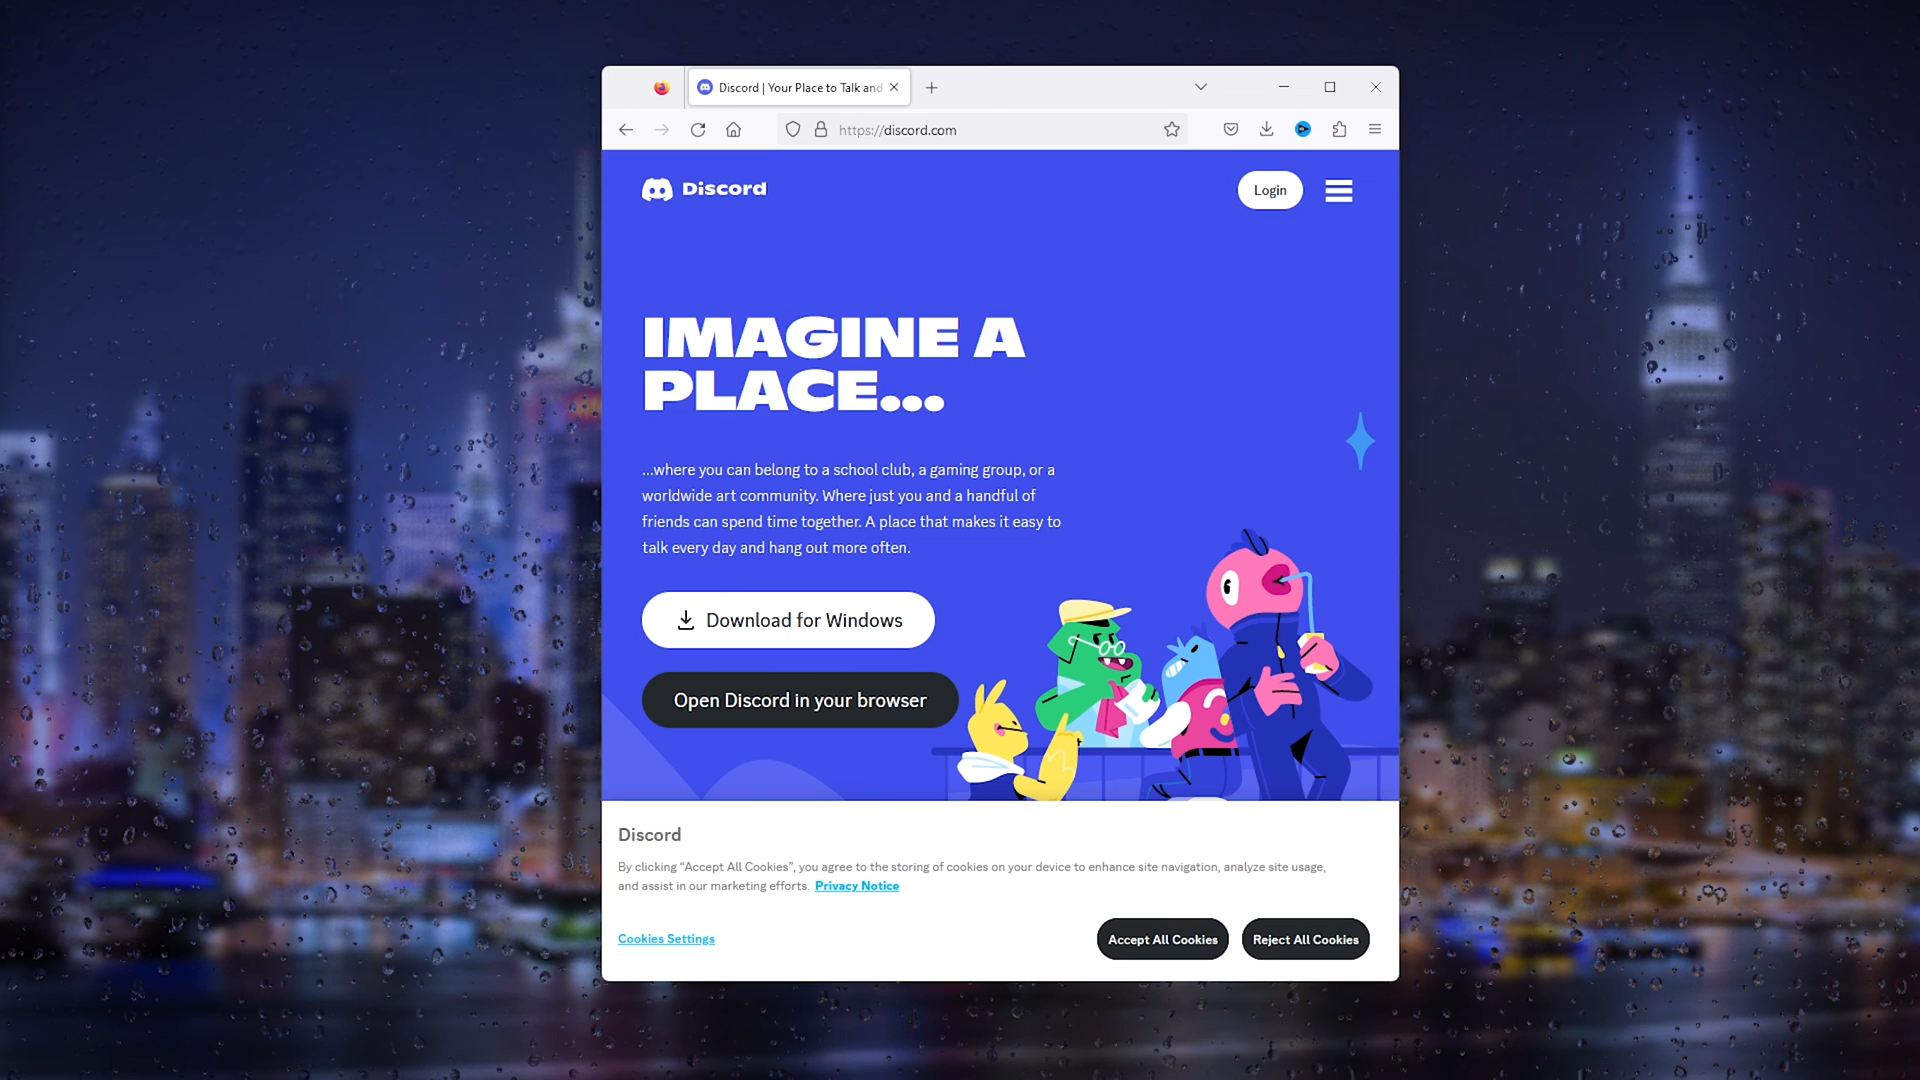 Discord | Your Place to Talk and
https://discord.com
Discord
Login
IMAGINE A
PLACE...
...where you can belong to a school club, a gaming group, or a
worldwide art community. Where just you and a handful of
friends can spend time together. A place that makes it easy to
talk every day and hang out more often.
Download for Windows
Open Discord in your browser
Discord
By clicking “Accept All Cookies”, you agree to the storing of cookies on your device to enhance site navigation, analyze site usage,
and assist in our marketing efforts. Privacy Notice
Cookies Settings
Accept All Cookies
Reject All Cookies